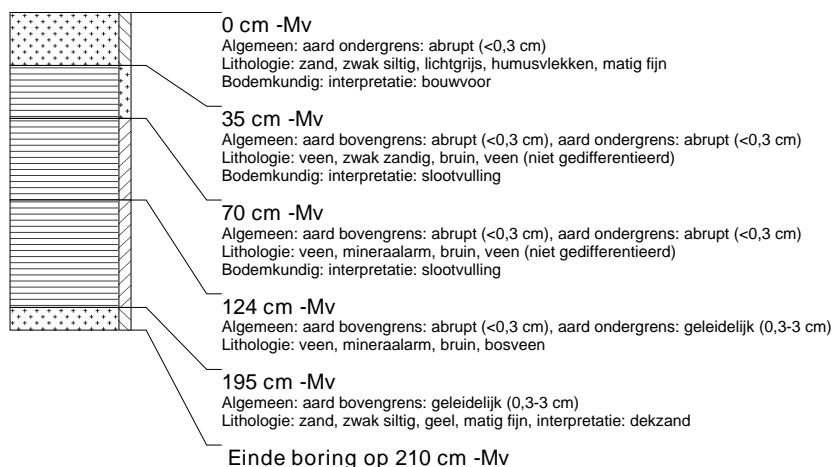 0 cm -Mv
Algemeen: aard ondergrens: abrupt (<0,3 cm)
Lithologie: zand, zwak siltig, lichtgrijs, humusvlekken, matig fijn
Bodemkundig: interpretatie: bouwvoor
35 cm -Mv
Algemeen: aard bovengrens: abrupt (<0,3 cm), aard ondergrens: abrupt (<0,3 cm)
Lithologie: veen, zwak zandig, bruin, veen (niet gedifferentieerd)
Bodemkundig: interpretatie: slootvulling
70 cm -Mv
Algemeen: aard bovengrens: abrupt (<0,3 cm), aard ondergrens: abrupt (<0,3 cm)
Lithologie: veen, mineraalarm, bruin, veen (niet gedifferentieerd)
Bodemkundig: interpretatie: slootvulling
124 cm -Mv
Algemeen: aard bovengrens: abrupt (<0,3 cm), aard ondergrens: geleidelijk (0,3-3 cm)
Lithologie: veen, mineraalarm, bruin, bosveen
195 cm -Mv
Algemeen: aard bovengrens: geleidelijk (0,3-3 cm)
Lithologie: zand, zwak siltig, geel, matig fijn, interpretatie: dekzand
Einde boring op 210 cm -Mv